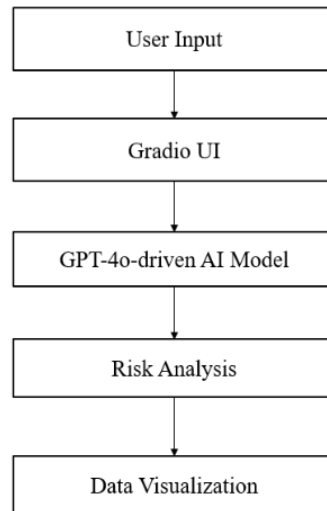 User Input
Gradio UI
GPT-4o-driven AI Model
Risk Analysis
Data Visualization